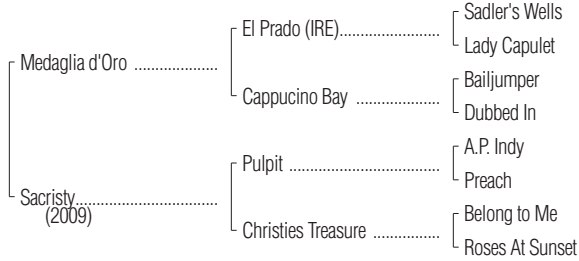 Sadler's Wells
El Prado (IRE)....................
Lady Capulet
Medaglia d'Oro ....................
Bailjumper
Cappucino Bay ....................
Dubbed In
A.P. Indy
Pulpit ....................
Preach
Sacristy....................
(2009)
Belong to Me
Christies Treasure ....................
Roses At Sunset